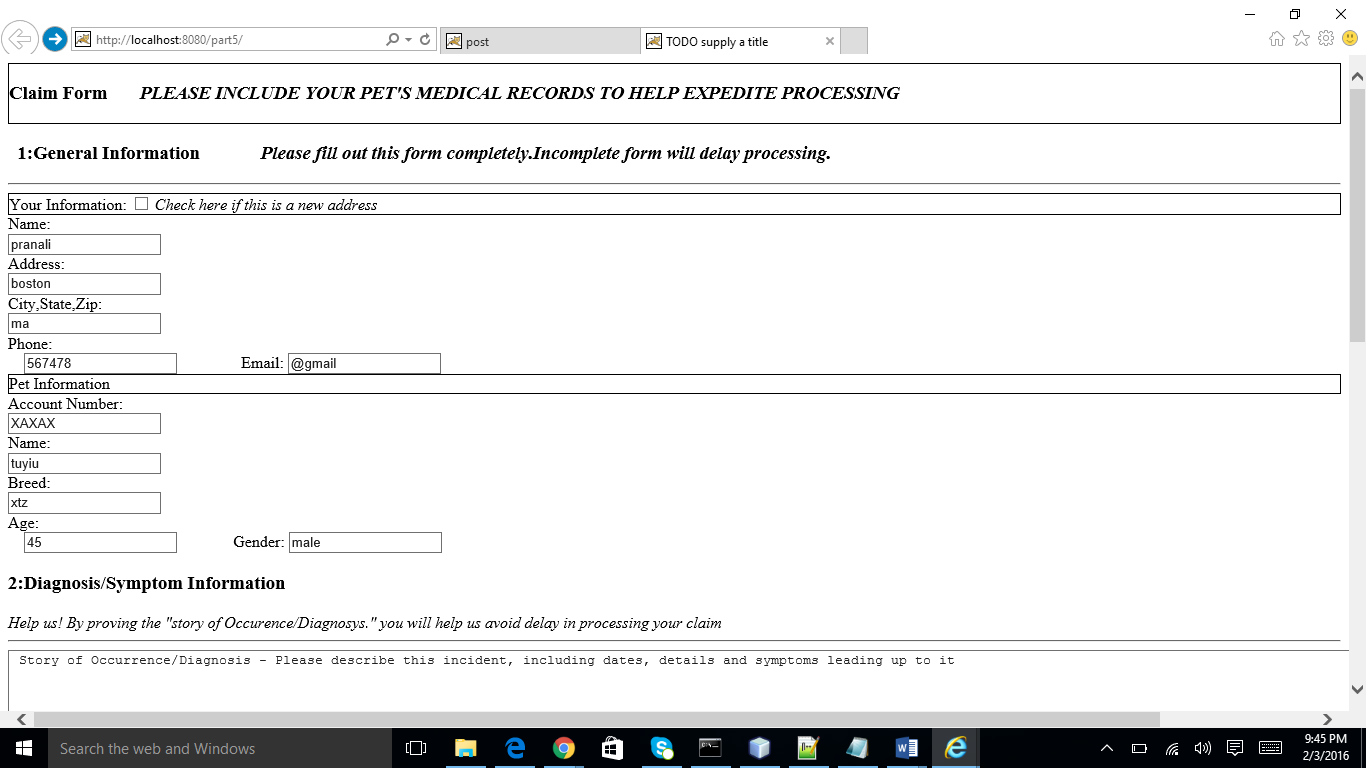 http://localhost:8080/part5/
post
TODO supply a title
Claim Form PLEASE INCLUDE YOUR PET'S MEDICAL RECORDS TO HELP EXPEDITE PROCESSING
1:General Information Please fill out this form completely.Incomplete form will delay processing.
Your Information: Check here if this is a new address
Name:
pranali
Address:
boston
City,State,Zip:
ma
Phone:
567478 Email: @gmail
Pet Information
Account Number:
XAXAX
Name:
tuyiu
Breed:
xtz
Age:
45 Gender: male
2:Diagnosis/Symptom Information
Help us! By proving the "story of Occurence/Diagnosys." you will help us avoid delay in processing your claim
Story of Occurrence/Diagnosis - Please describe this incident, including dates, details and symptoms leading up to it
Search the web and Windows
9:45 PM
2/3/2016